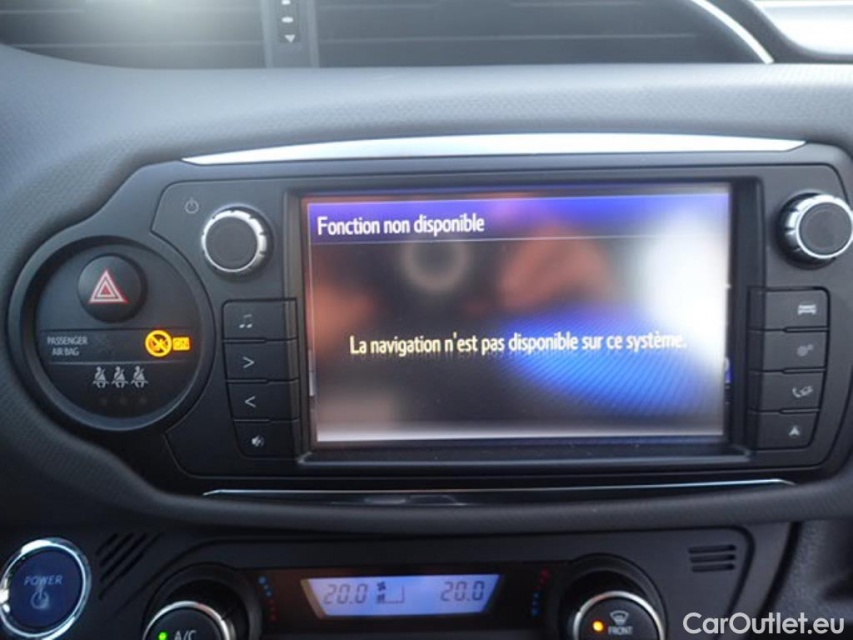 Fonction non disponible
La navigation n'est pas disponible sur ce système.
PASSENGER
AIR BAG
POWER
20.0
20.0
A/C
FRONT
CarOutlet.eu